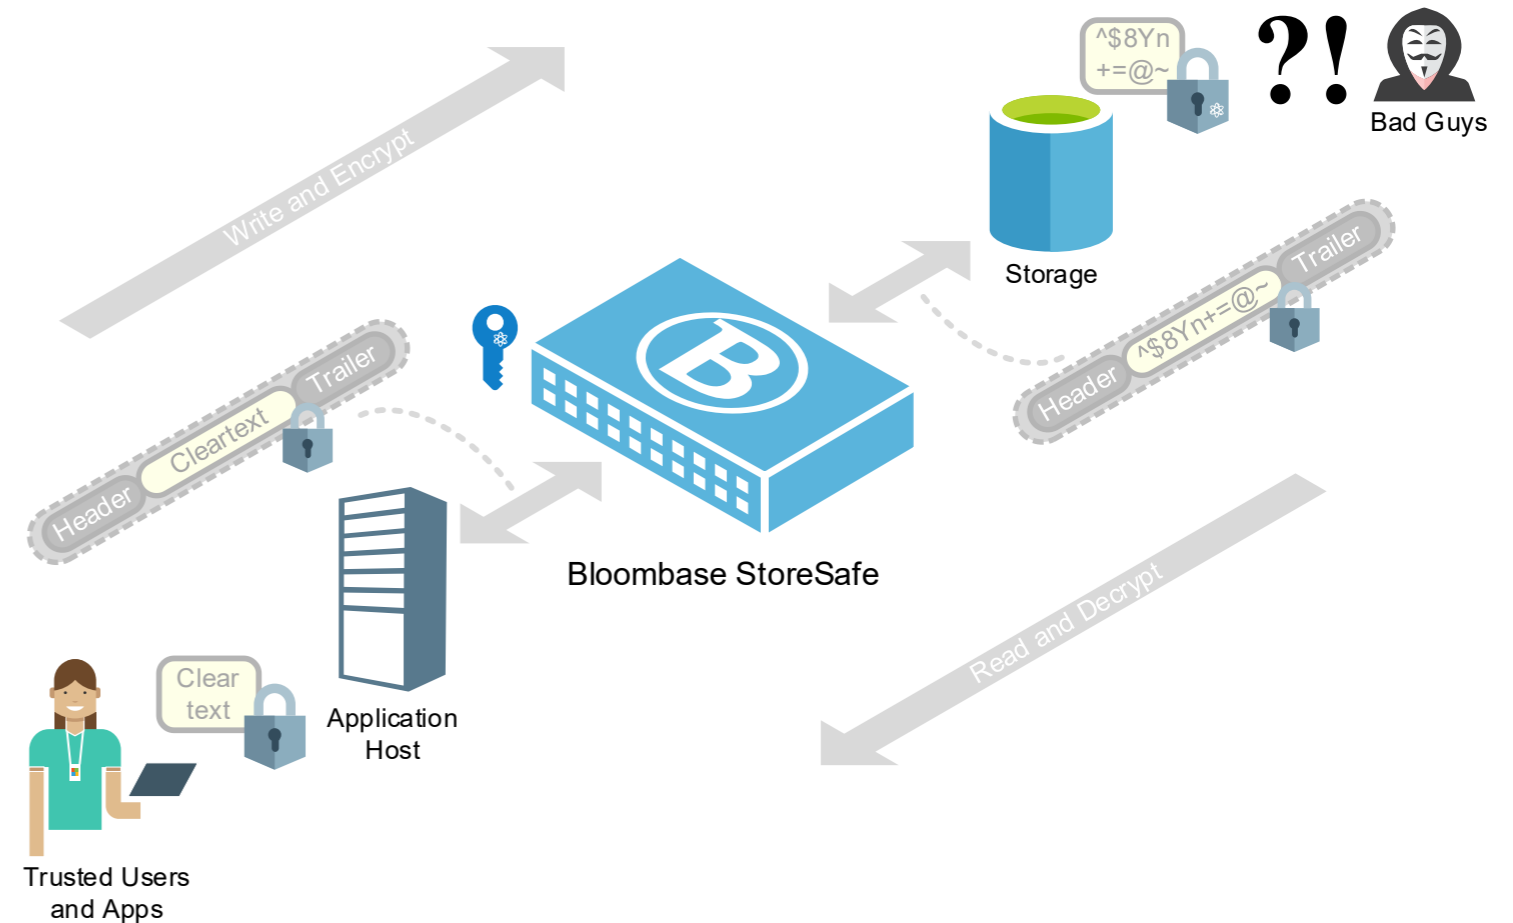 ^$8Yn
+=@~
? !
Bad Guys
Write and Encrypt
Storage
Header
^$8Yn+=@~
Trailer
Header
Cleartext
Trailer
B
Bloombase StoreSafe
Read and Decrypt
Clear
text
Application
Host
Trusted Users
and Apps